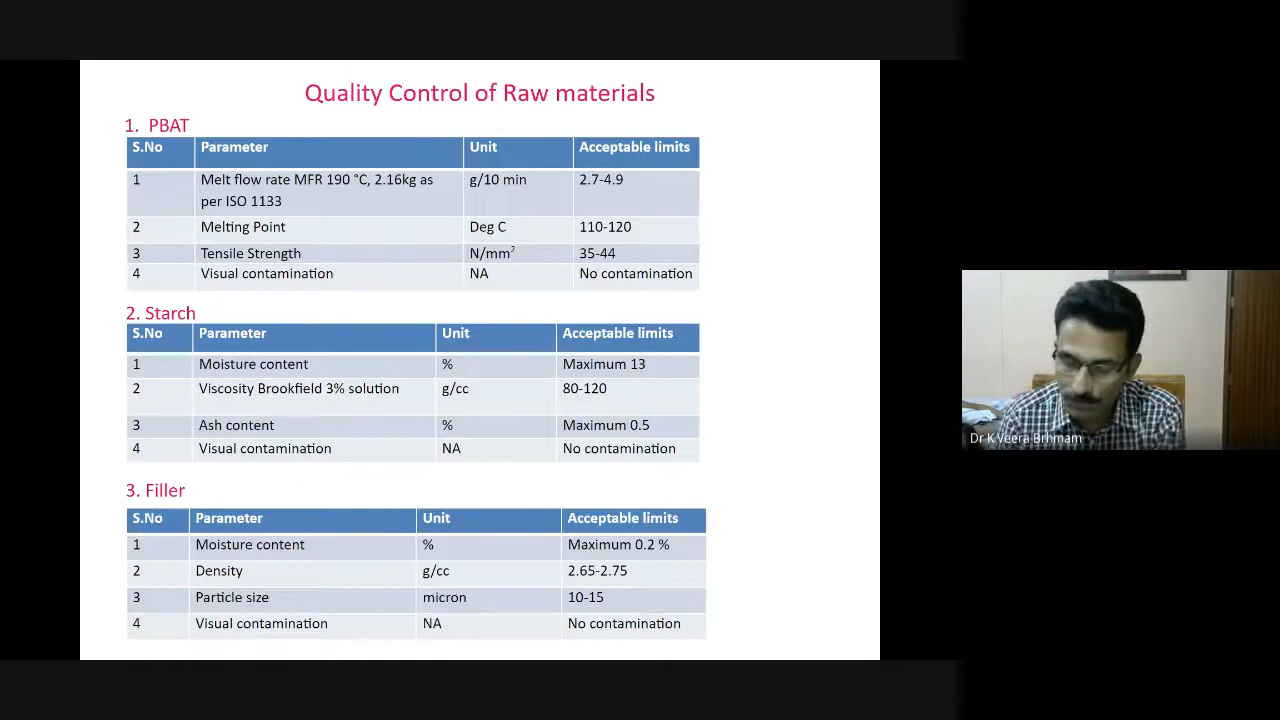 Quality Control of Raw materials
1. PBAT
S.No Parameter Unit Acceptable limits
1 Melt flow rate MFR 190 °C, 2.16kg as g/10 min 2.7-4.9
per ISO 1133
2 Melting Point Deg C 110-120
3 Tensile Strength N/mm² 35-44
4 Visual contamination NA No contamination
2. Starch
S.No Parameter Unit Acceptable limits
1 Moisture content % Maximum 13
2 Viscosity Brookfield 3% solution g/cc 80-120
3 Ash content % Maximum 0.5
4 Visual contamination NA No contamination
3. Filler
S.No Parameter Unit Acceptable limits
1 Moisture content % Maximum 0.2 %
2 Density g/cc 2.65-2.75
3 Particle size micron 10-15
4 Visual contamination NA No contamination
Dr K Veera Brhmam